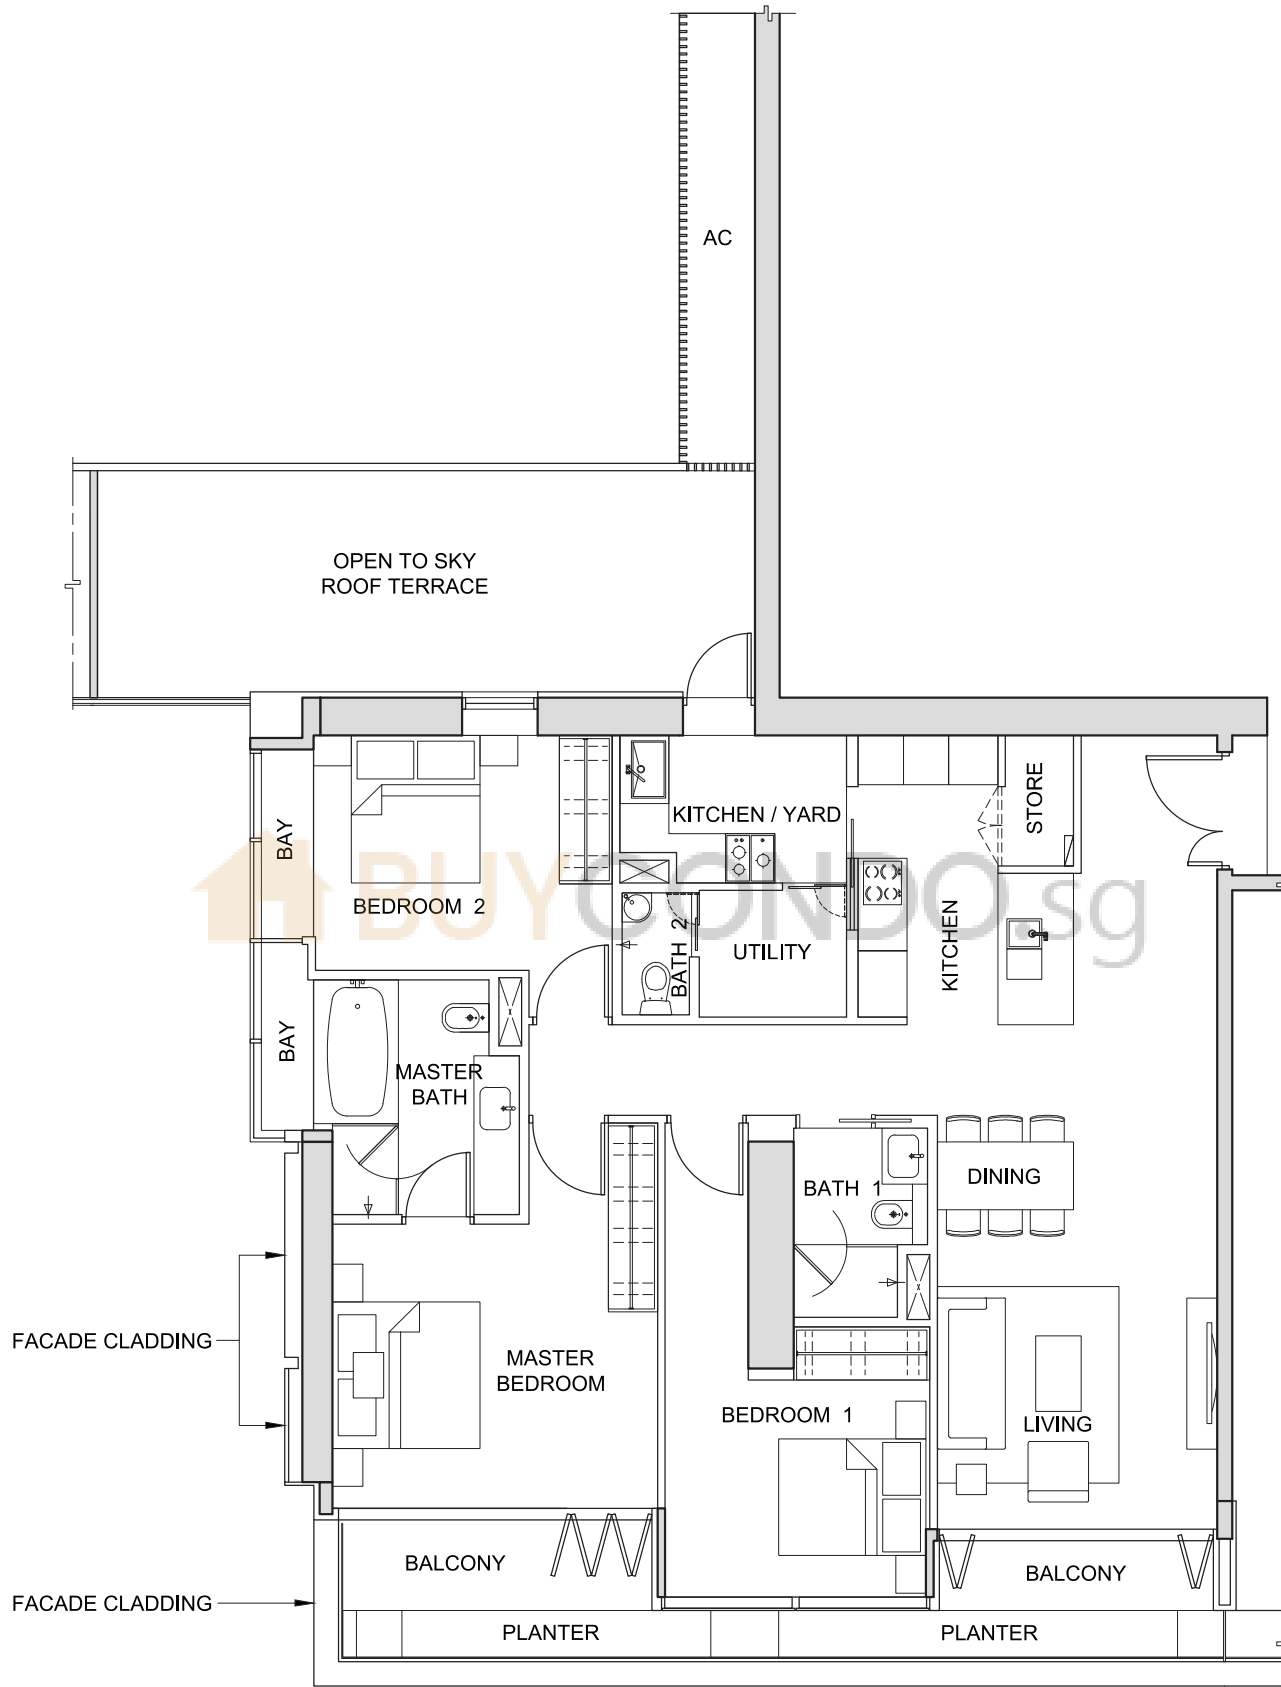 AC
OPEN TO SKY
ROOF TERRACE
BAY
KITCHEN / YARD
STORE
BUYCONDO.sg
BEDROOM 2
BATH 2
UTILITY
KITCHEN
BAY
MASTER
BATH
BATH 1
DINING
FACADE CLADDING
MASTER
BEDROOM
BEDROOM 1
LIVING
BALCONY
BALCONY
FACADE CLADDING
PLANTER
PLANTER